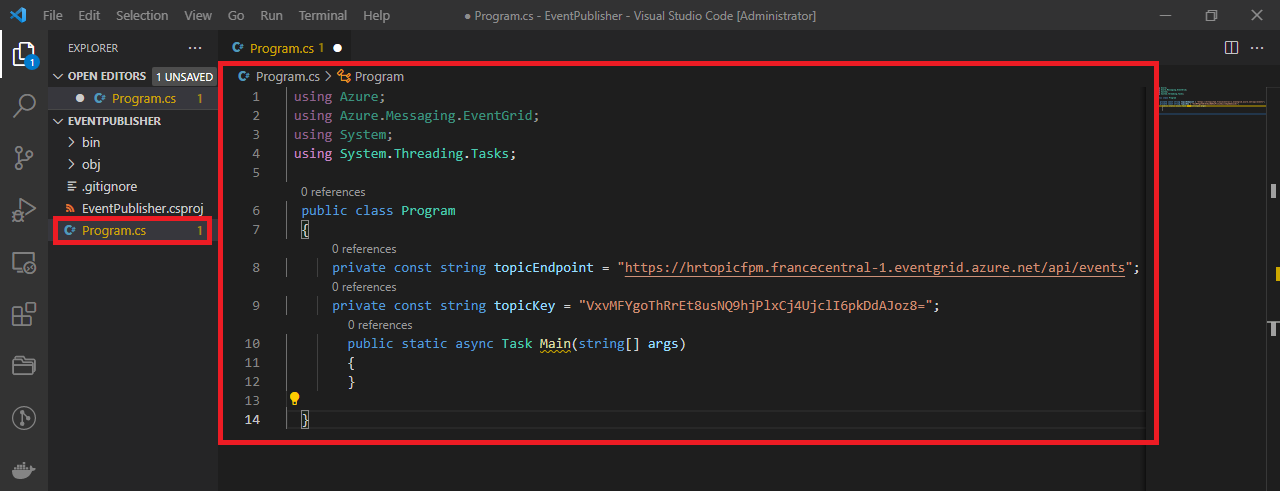 File Edit Selection View Go Run Terminal Help
● Program.cs - EventPublisher - Visual Studio Code [Administrator]
EXPLORER
OPEN EDITORS 1 UNSAVED
Program.cs 1
EVENTPUBLISHER
bin
obj
.gitignore
EventPublisher.csproj
Program.cs 1
1
Program.cs 1
Program.cs > Program
1 using Azure;
2 using Azure.Messaging.EventGrid;
3 using System;
4 using System.Threading.Tasks;
5
0 references
6 public class Program
7 {
0 references
8 private const string topicEndpoint = "https://hrtopicfpm.francecentral-1.eventgrid.azure.net/api/events";
0 references
9 private const string topicKey = "VxvMFYgoThRrEt8usNQ9hjPlxCj4UjclI6pkDdAJoz8=";
0 references
10 public static async Task Main(string[] args)
11 {
12 }
13
14 }